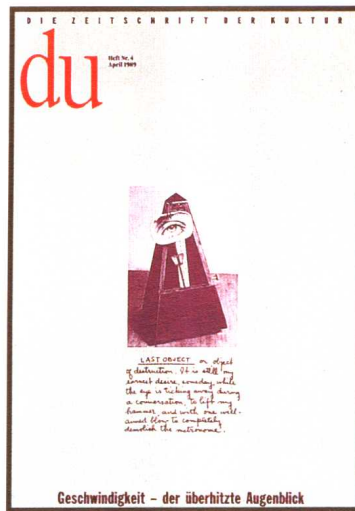 DIE ZEITSCHRIFT DER KULTUR
du
Heft Nr. 4
April 1989
LAST OBJECT or object
of destruction. It is still my
earnest desire, someday, while
the eye is ticking away during
a conversation, to lift my
hammer, and with one well-
aimed blow to completely
demolish the metronome.
Geschwindigkeit – der überhitzte Augenblick